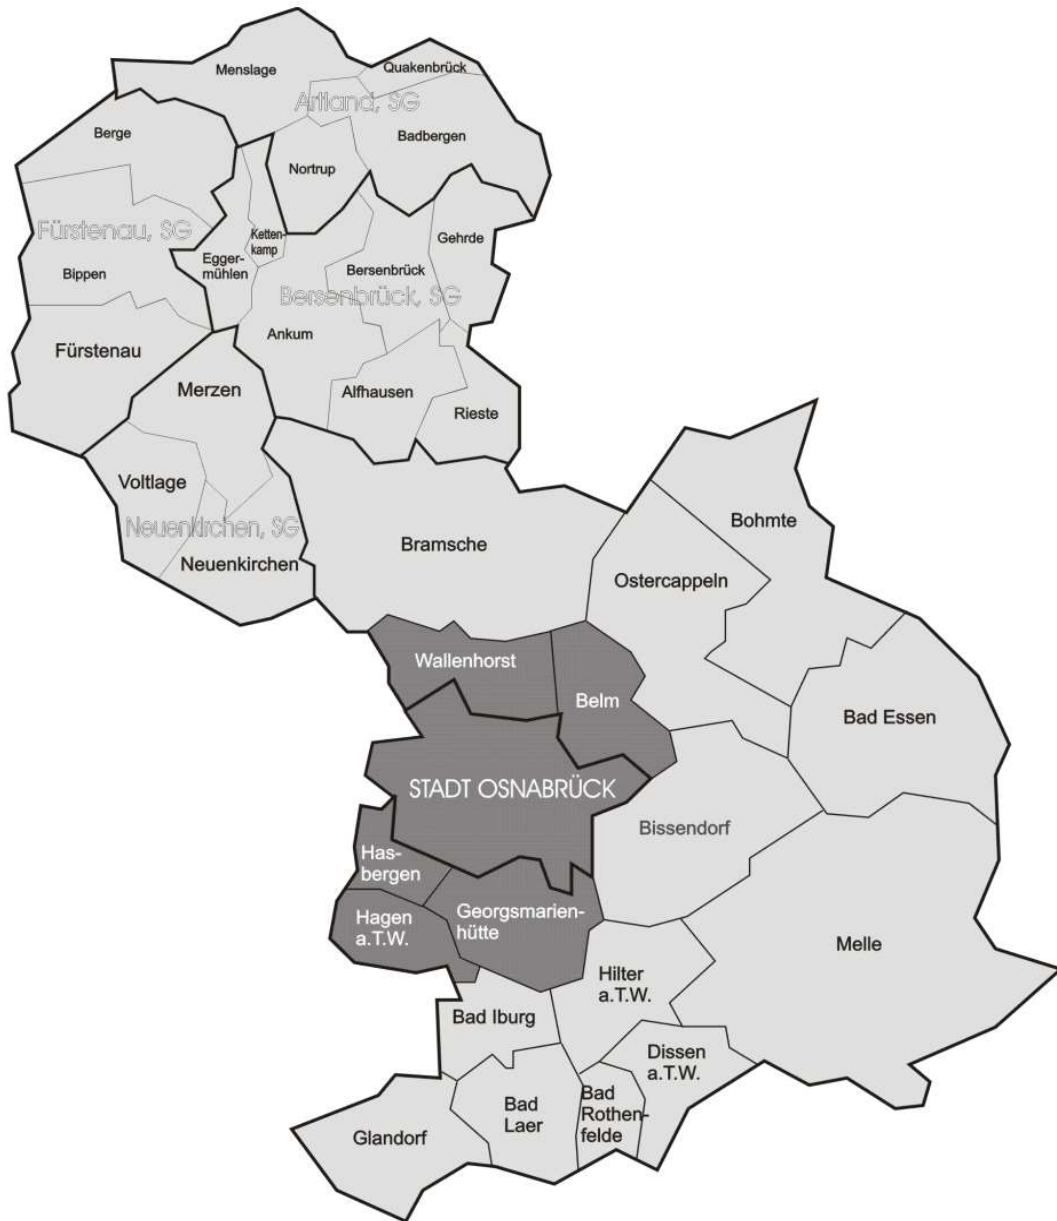 Menslage
Quakenbrück
Artland, SG
Berge
Badbergen
Nortrup
Fürstenau, SG
Ketten-
kamp
Gehrde
Egger-
mühlen
Bippen
Bersenbrück
Bersenbrück, SG
Ankum
Fürstenau
Merzen
Alfhausen
Rieste
Voltlage
Neuenkirchen, SG
Neuenkirchen
Bramsche
Bohmte
Ostercappeln
Wallenhorst
Belm
Bad Essen
STADT OSNABRÜCK
Bissendorf
Has-
bergen
Hagen
a.T.W.
Georgsmarien-
hütte
Melle
Hilter
a.T.W.
Bad Iburg
Dissen
a.T.W.
Bad
Laer
Bad
Rothen-
felde
Glandorf